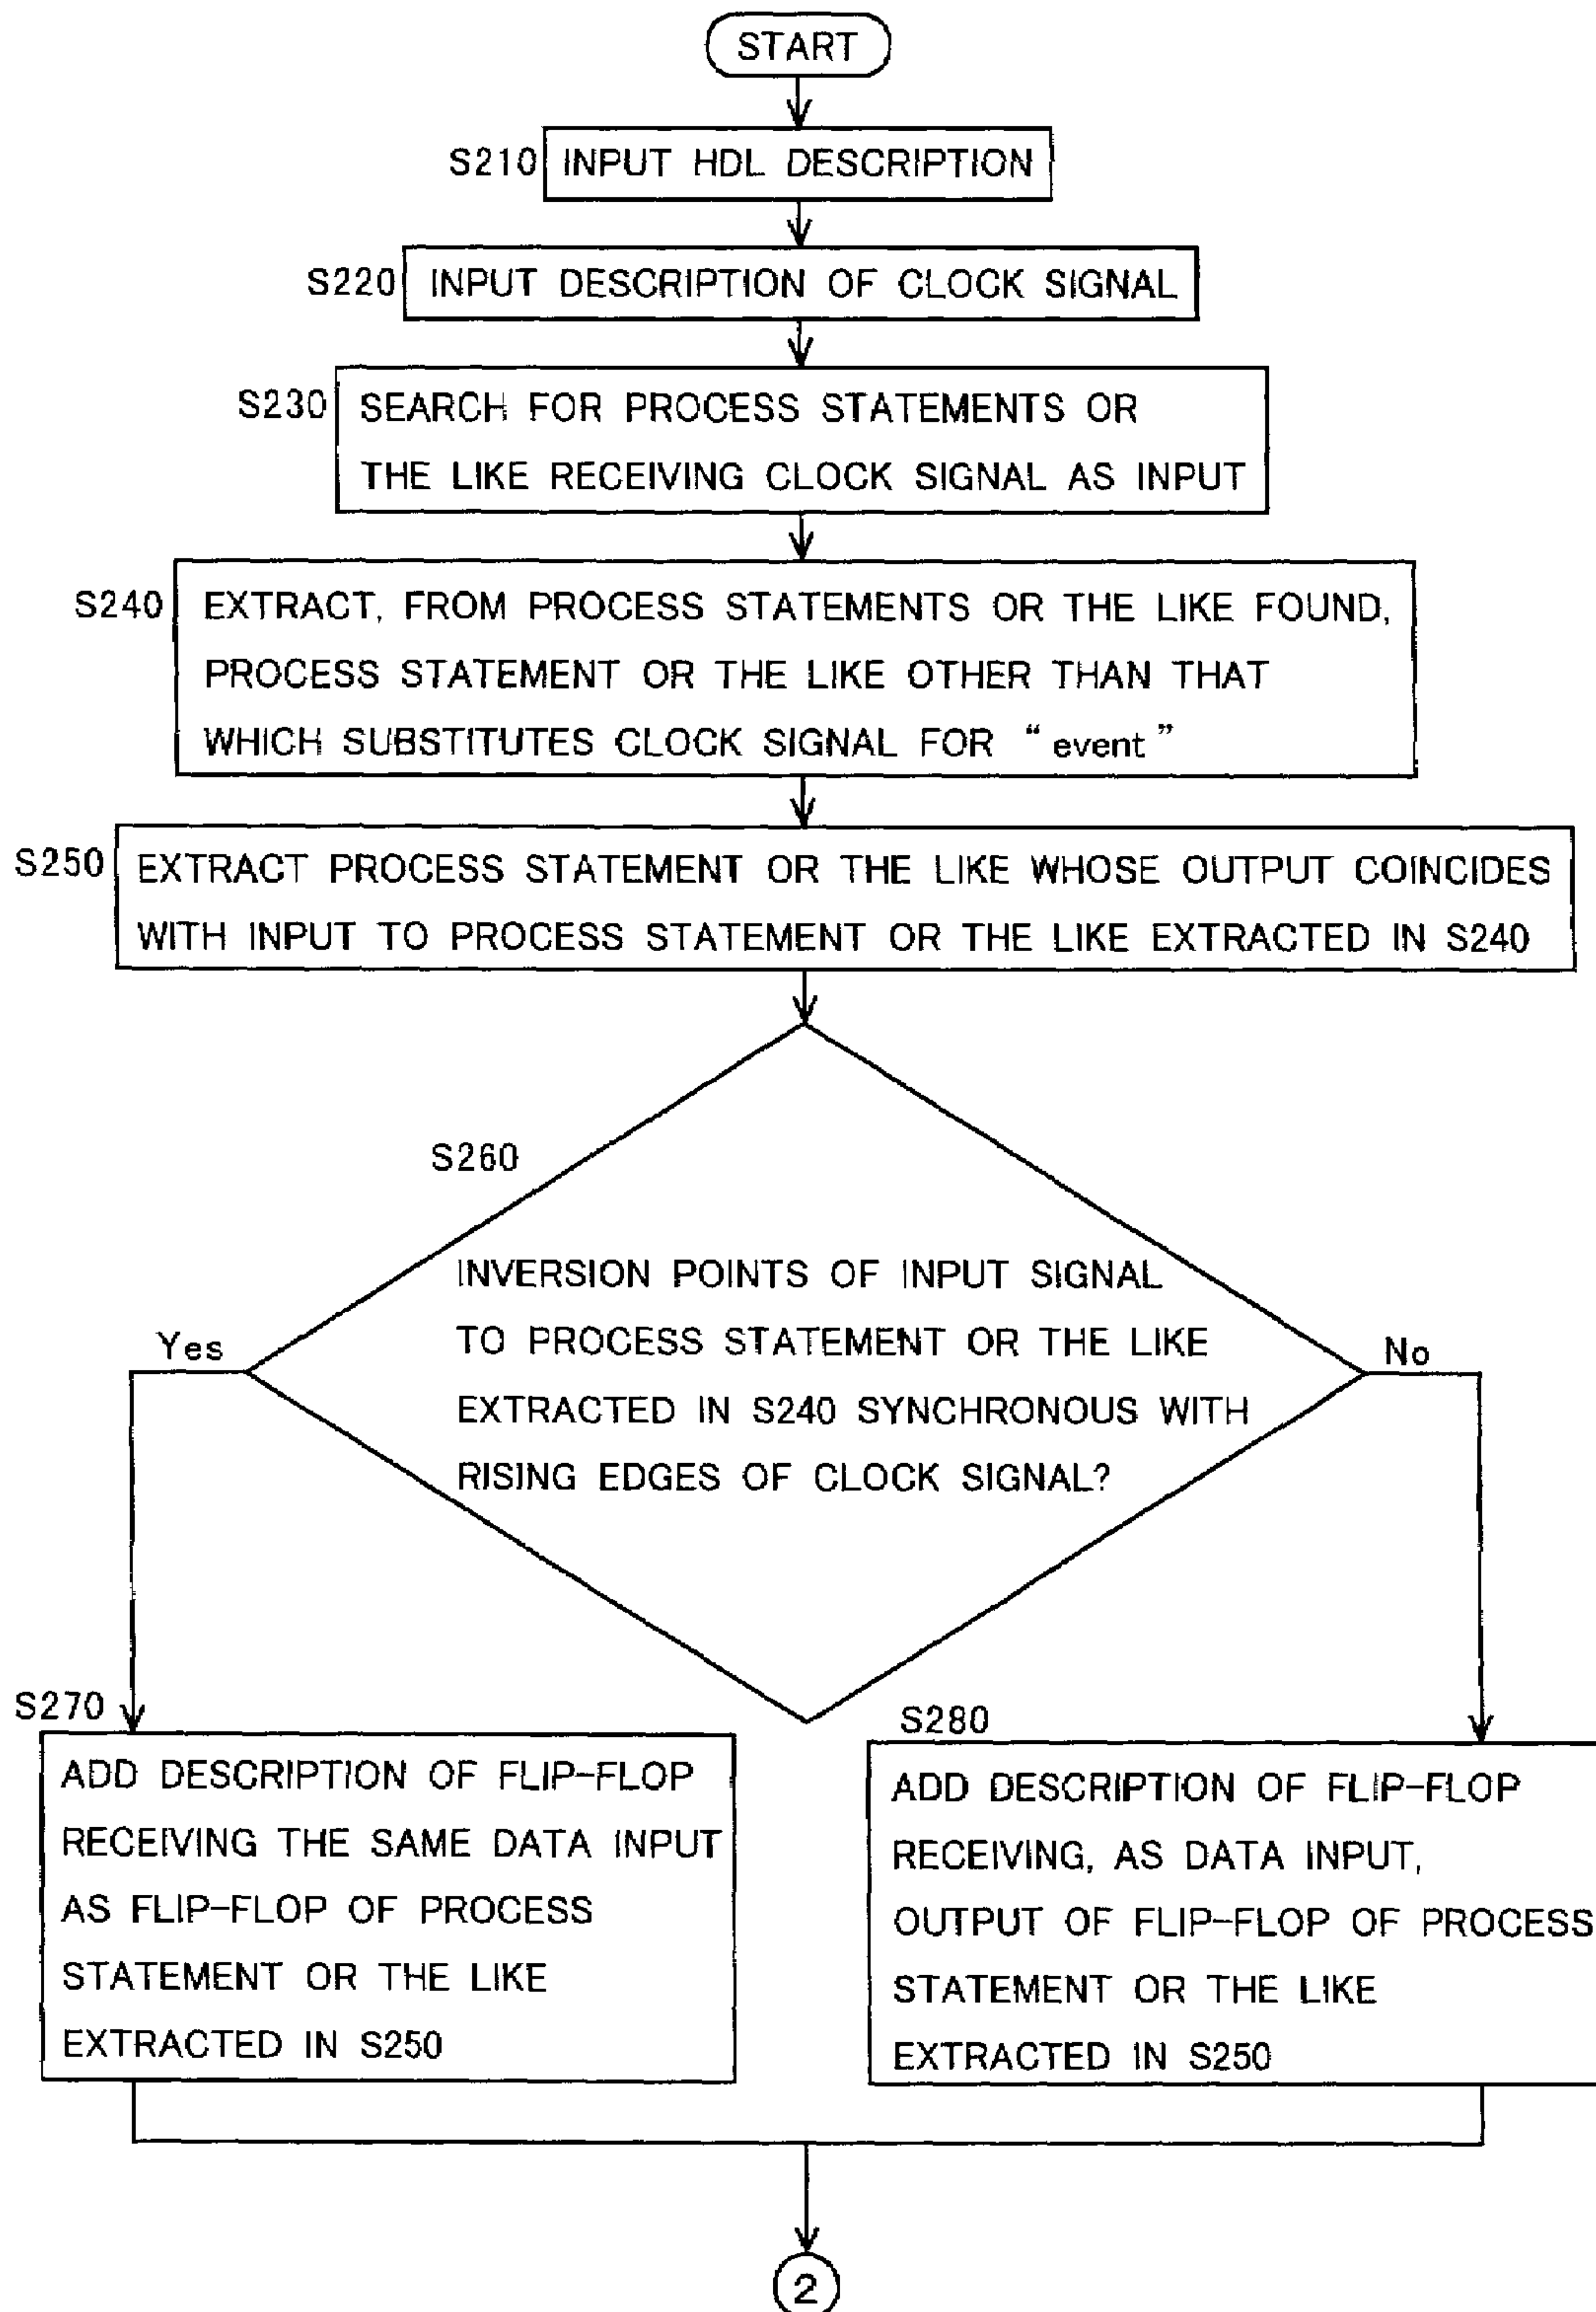 START
S210
INPUT HDL DESCRIPTION
S220
INPUT DESCRIPTION OF CLOCK SIGNAL
S230
SEARCH FOR PROCESS STATEMENTS OR
THE LIKE RECEIVING CLOCK SIGNAL AS INPUT
S240
EXTRACT, FROM PROCESS STATEMENTS OR THE LIKE FOUND,
PROCESS STATEMENT OR THE LIKE OTHER THAN THAT
WHICH SUBSTITUTES CLOCK SIGNAL FOR “event”
S250
EXTRACT PROCESS STATEMENT OR THE LIKE WHOSE OUTPUT COINCIDES
WITH INPUT TO PROCESS STATEMENT OR THE LIKE EXTRACTED IN S240
S260
INVERSION POINTS OF INPUT SIGNAL
TO PROCESS STATEMENT OR THE LIKE
EXTRACTED IN S240 SYNCHRONOUS WITH
RISING EDGES OF CLOCK SIGNAL?
Yes
No
S270
ADD DESCRIPTION OF FLIP-FLOP
RECEIVING THE SAME DATA INPUT
AS FLIP-FLOP OF PROCESS
STATEMENT OR THE LIKE
EXTRACTED IN S250
S280
ADD DESCRIPTION OF FLIP-FLOP
RECEIVING, AS DATA INPUT,
OUTPUT OF FLIP-FLOP OF PROCESS
STATEMENT OR THE LIKE
EXTRACTED IN S250
2